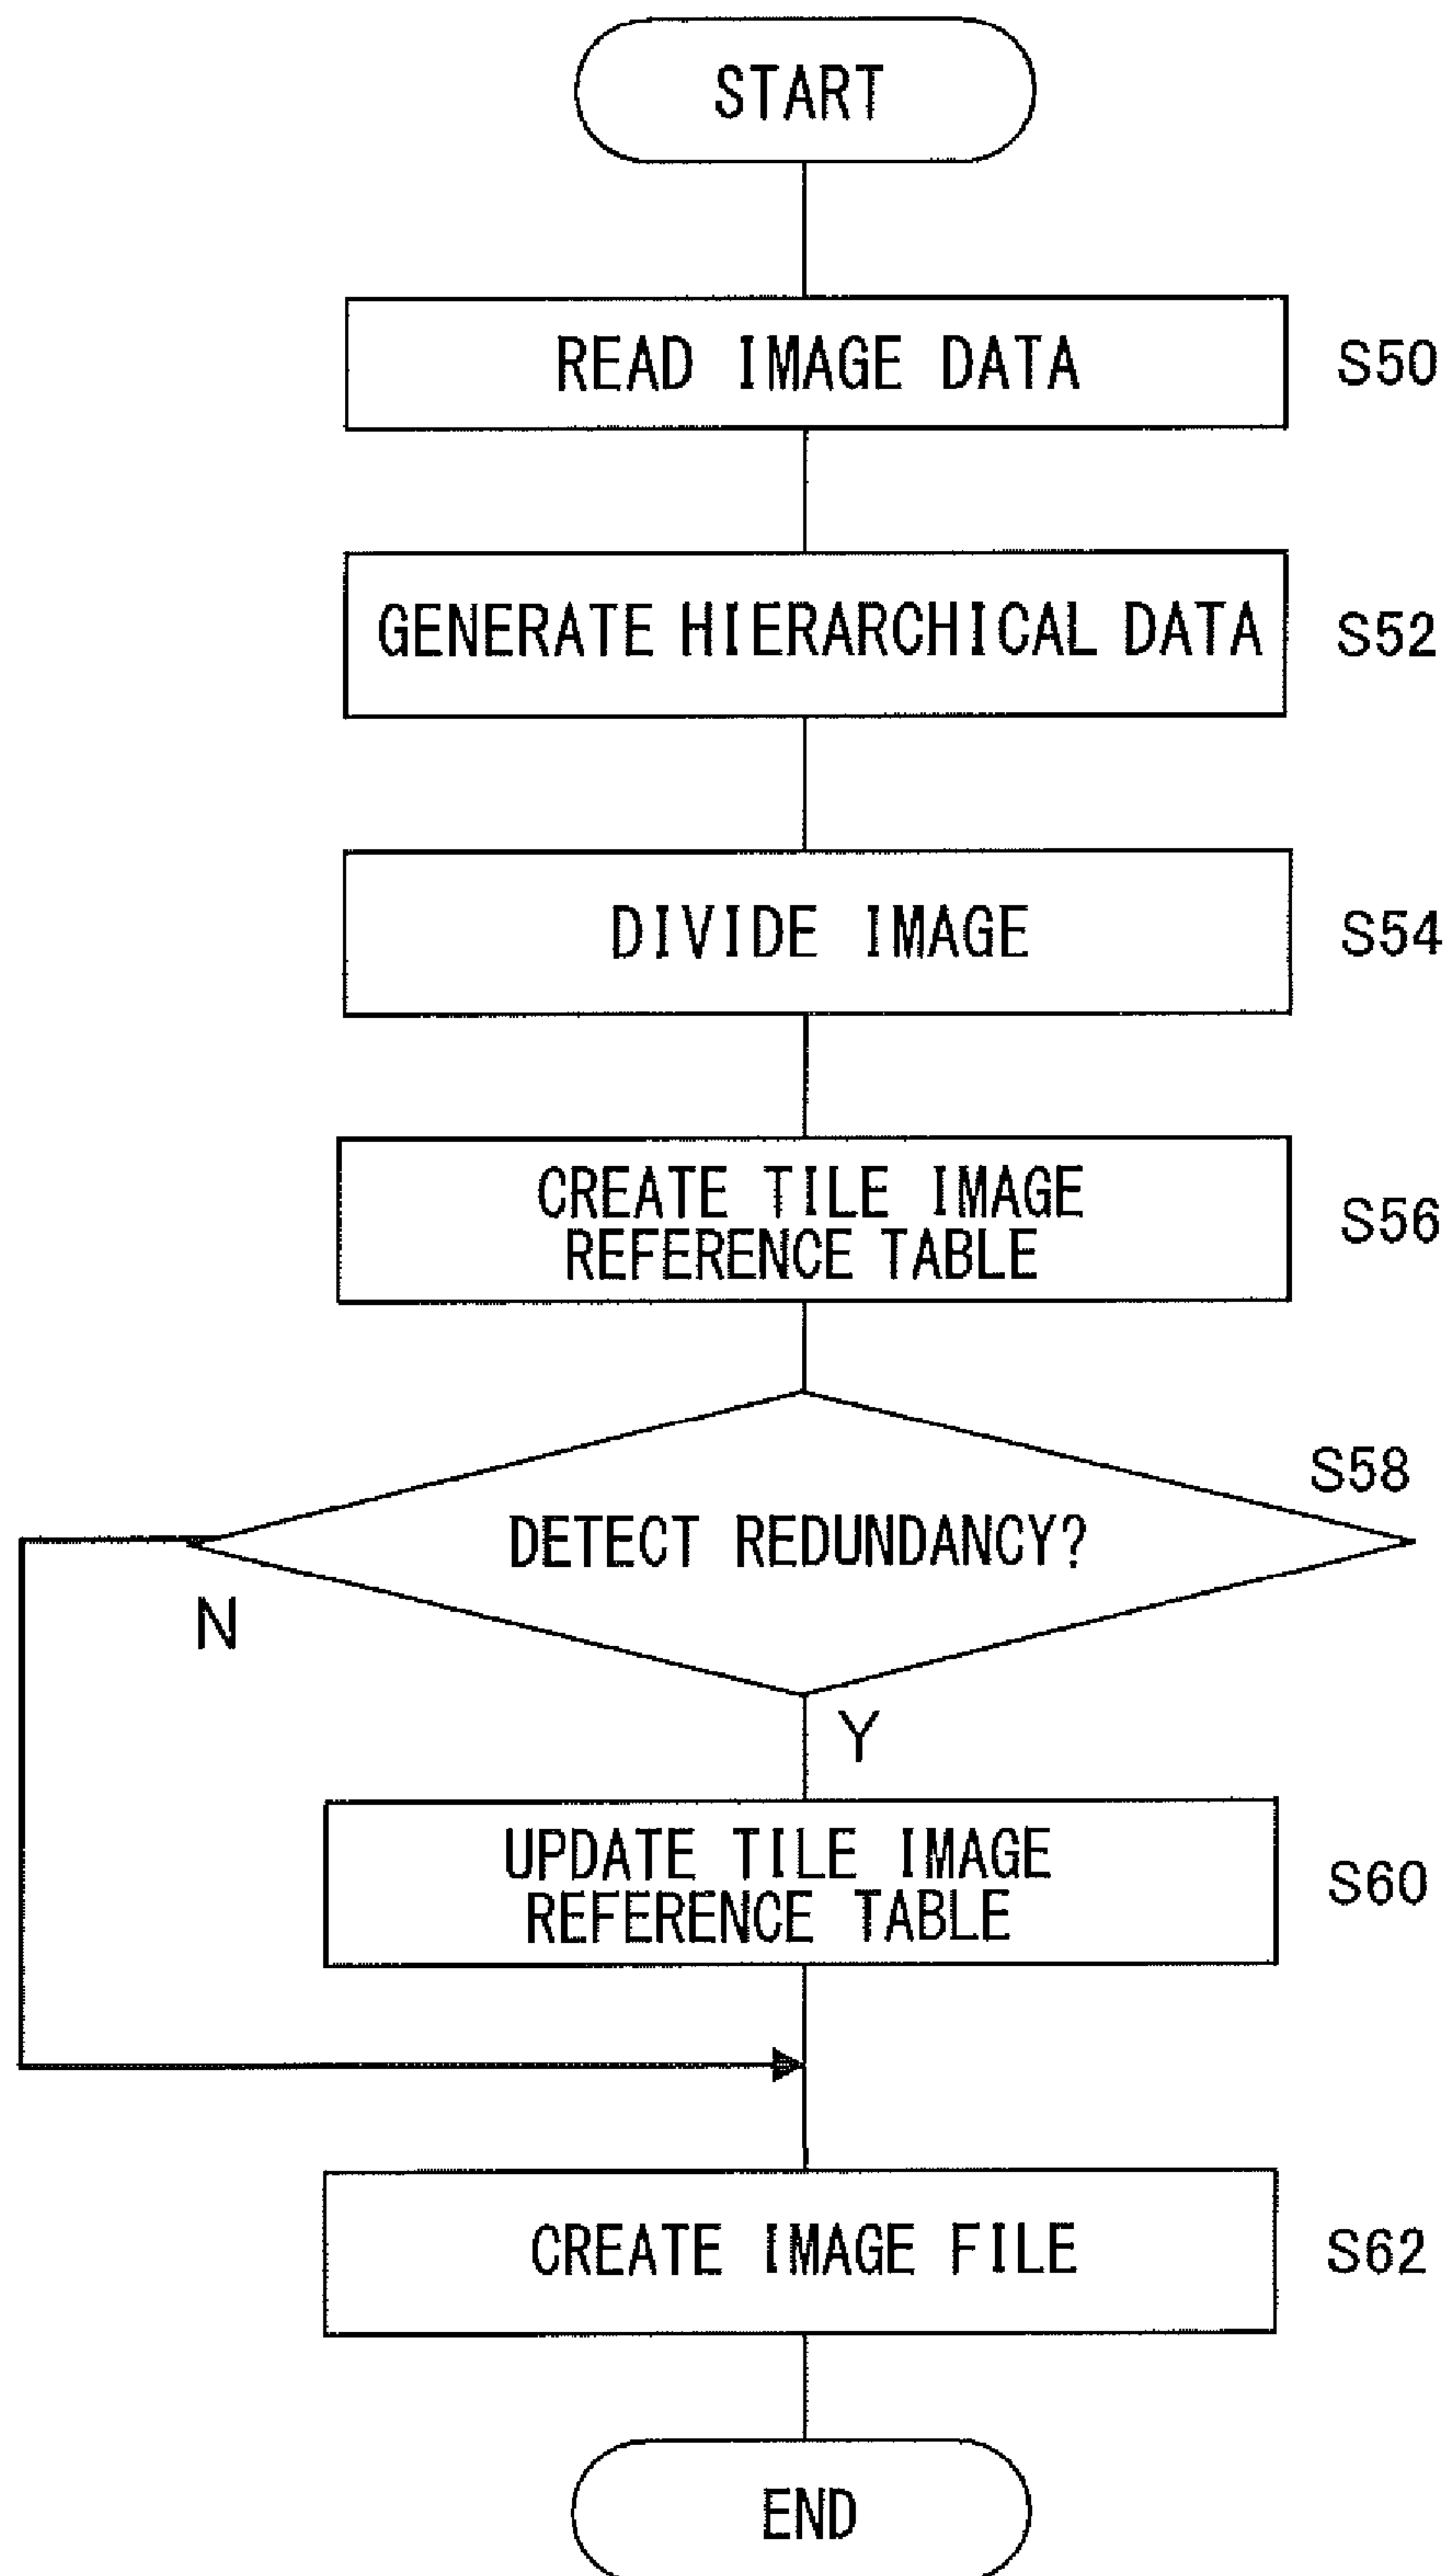 START
READ IMAGE DATA
S50
GENERATE HIERARCHICAL DATA
S52
DIVIDE IMAGE
S54
CREATE TILE IMAGE
REFERENCE TABLE
S56
S58
DETECT REDUNDANCY?
N
Y
UPDATE TILE IMAGE
REFERENCE TABLE
S60
CREATE IMAGE FILE
S62
END